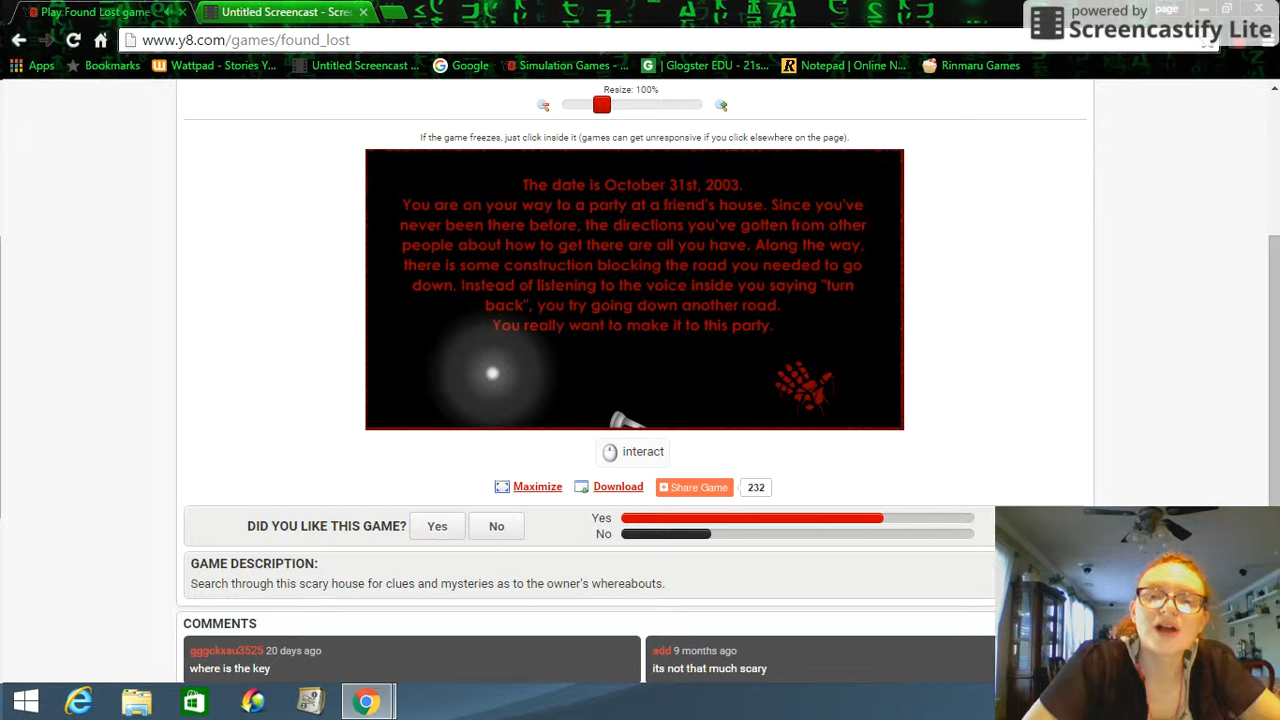 Play Found Lost game
Untitled Screencast - Scre
page
powered by
Screencastify Lite
www.y8.com/games/found_lost
Apps
Bookmarks
Wattpad - Stories Y...
Untitled Screencast ...
Google
Simulation Games - ...
| Glogster EDU - 21s...
Notepad | Online N...
Rinmaru Games
Resize: 100%
If the game freezes, just click inside it (games can get unresponsive if you click elsewhere on the page).
The date is October 31st, 2003.
You are on your way to a party at a friend's house. Since you've
never been there before, the directions you've gotten from other
people about how to get there are all you have. Along the way,
there is some construction blocking the road you needed to go
down. Instead of listening to the voice inside you saying "turn
back", you try going down another road.
You really want to make it to this party.
interact
Maximize
Download
Share Game
232
DID YOU LIKE THIS GAME?
Yes
No
Yes
No
GAME DESCRIPTION:
Search through this scary house for clues and mysteries as to the owner's whereabouts.
COMMENTS
gggckxsu3525 20 days ago
where is the key
add 9 months ago
its not that much scary